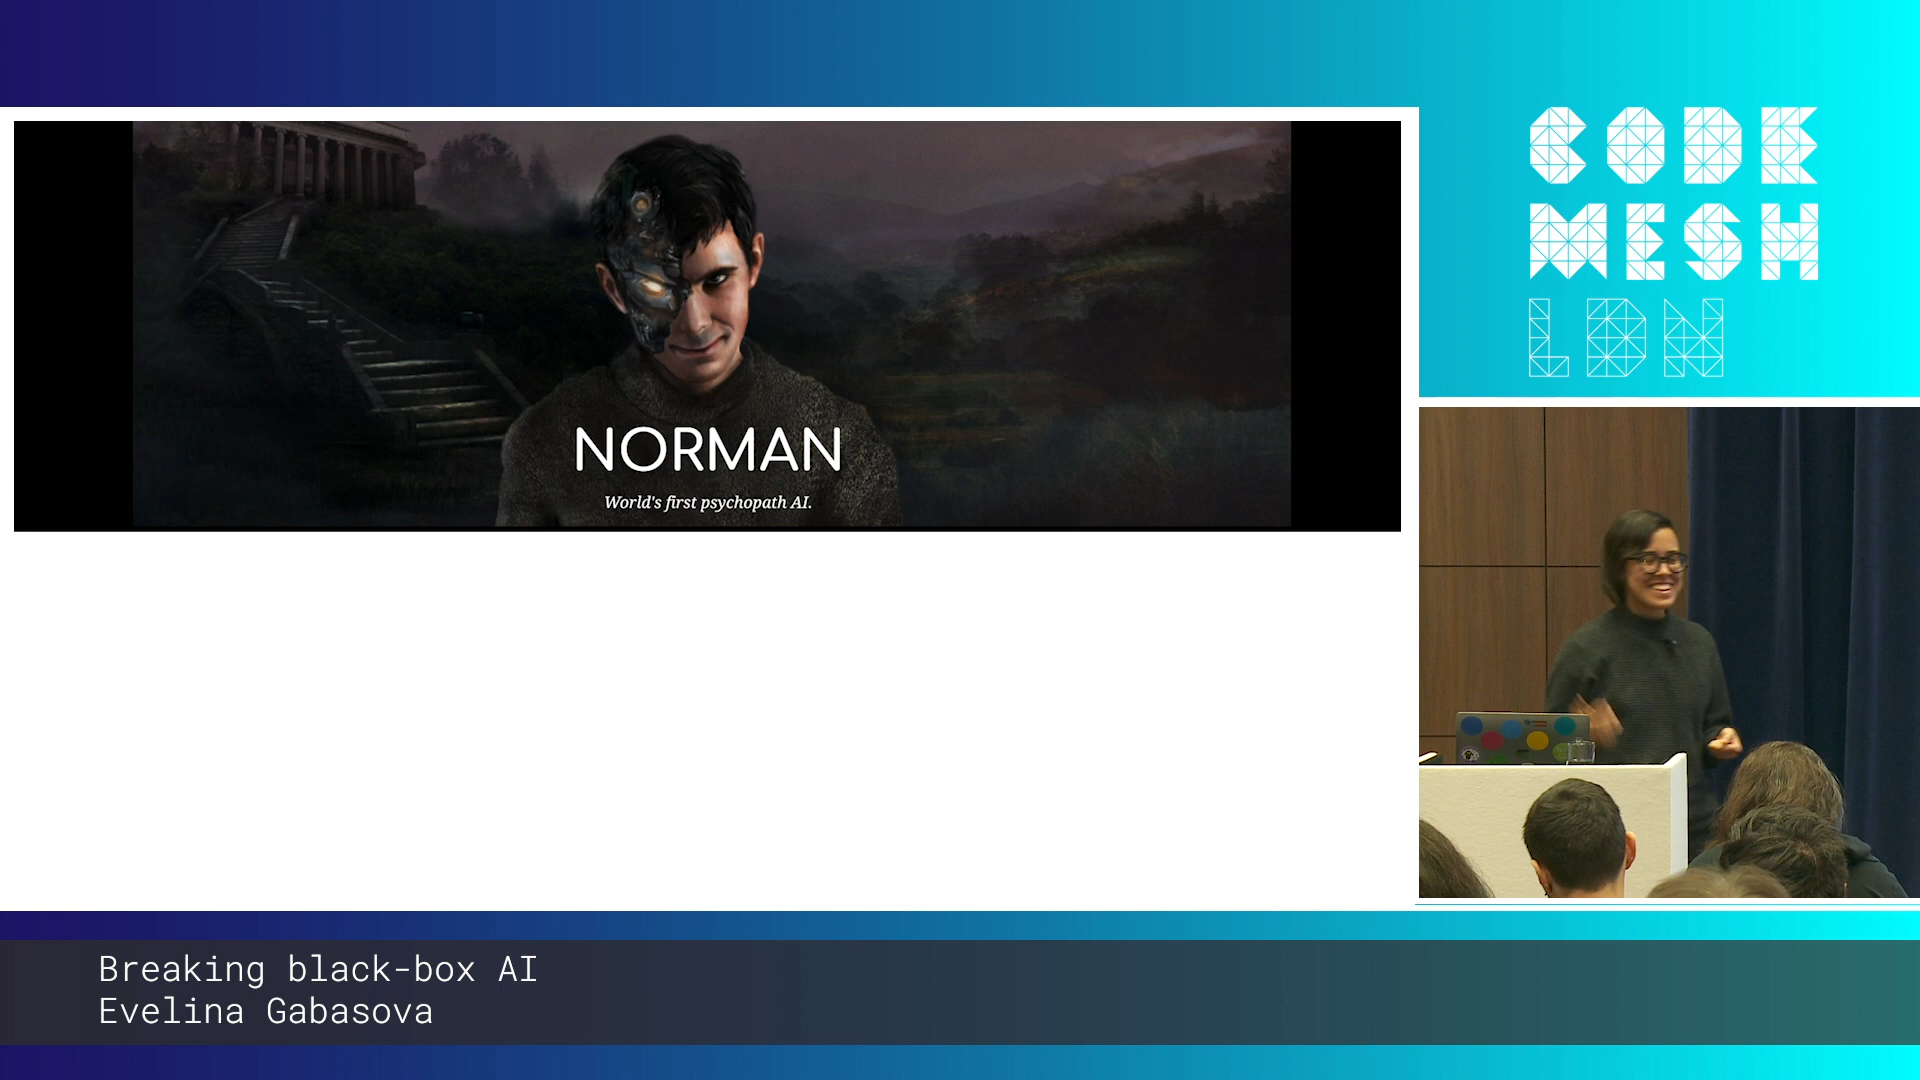 CODE
MESH
LDN
NORMAN
World's first psychopath AI.
Breaking black-box AI
Evelina Gabasova